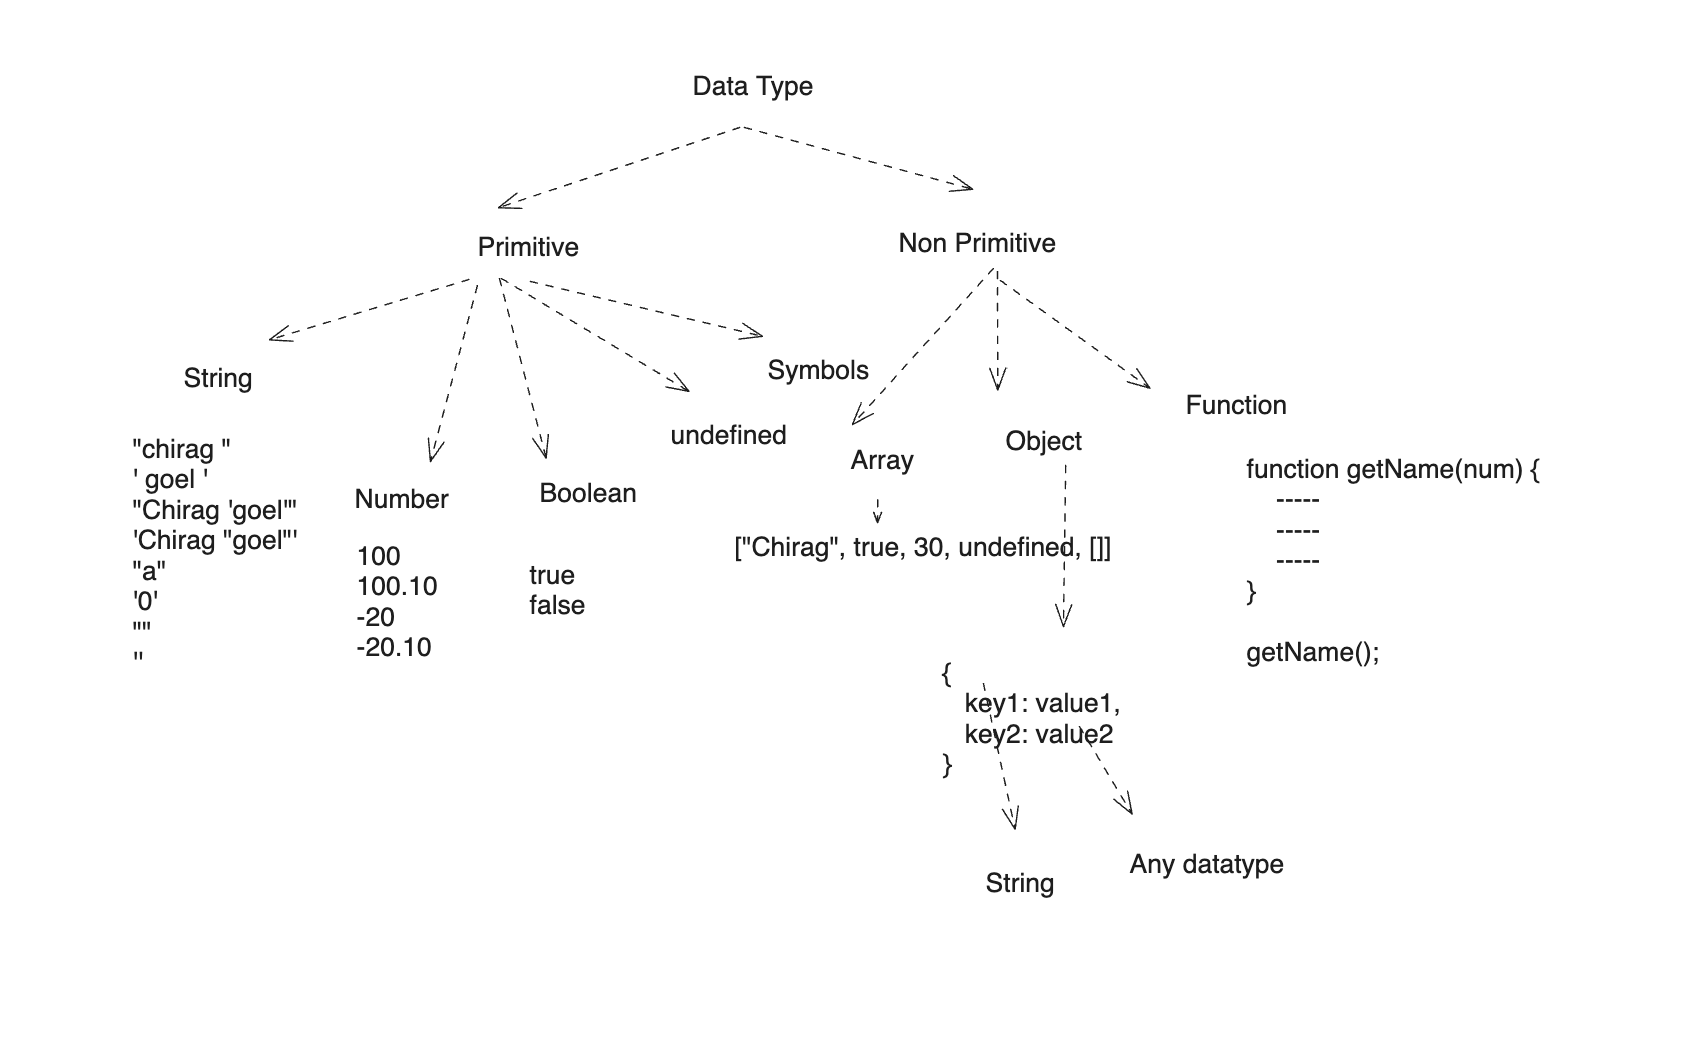 Data Type
Primitive
Non Primitive
String
"chirag "
' goel '
"Chirag 'goel'"
'Chirag "goel"'
"a"
'0'
""
''
Number
100
100.10
-20
-20.10
Boolean
true
false
undefined
Symbols
Array
["Chirag", true, 30, undefined, []]
Object
{
key1: value1,
key2: value2
}
String
Any datatype
Function
function getName(num) {
-----
-----
-----
}
getName();